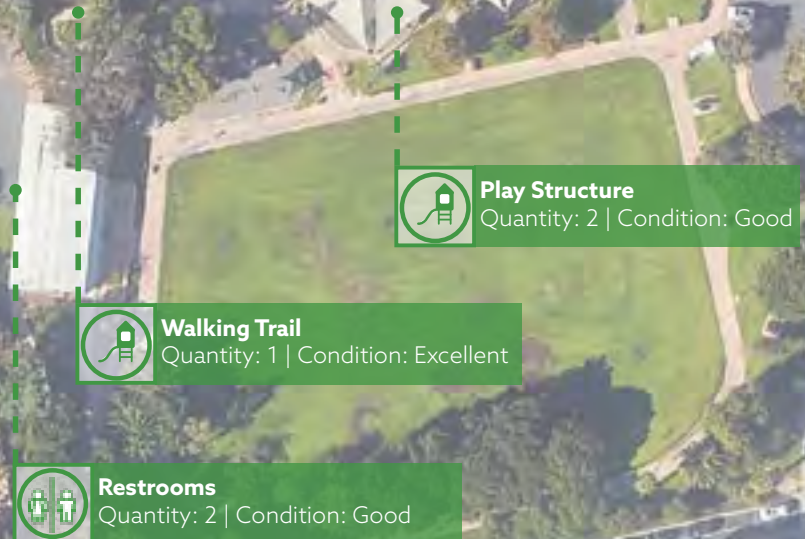 Play Structure
Quantity: 2 | Condition: Good
Walking Trail
Quantity: 1 | Condition: Excellent
Restrooms
Quantity: 2 | Condition: Good